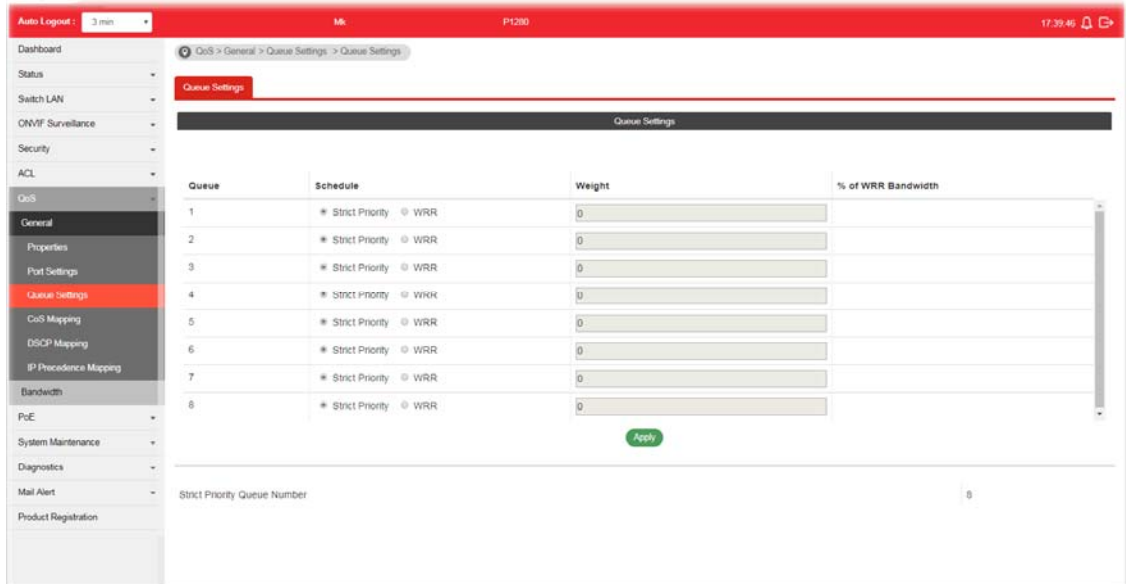 Auto Logout : 3 min Mk P1280 17:39:46
Dashboard
Status
Switch LAN
ONVIF Surveillance
Security
ACL
QoS
General
Properties
Port Settings
Queue Settings
CoS Mapping
DSCP Mapping
IP Precedence Mapping
Bandwidth
PoE
System Maintenance
Diagnostics
Mail Alert
Product Registration
QoS > General > Queue Settings > Queue Settings
Queue Settings
Queue Settings
Queue Schedule Weight % of WRR Bandwidth
1 Strict Priority WRR 0
2 Strict Priority WRR 0
3 Strict Priority WRR 0
4 Strict Priority WRR 0
5 Strict Priority WRR 0
6 Strict Priority WRR 0
7 Strict Priority WRR 0
8 Strict Priority WRR 0
Apply
Strict Priority Queue Number 8